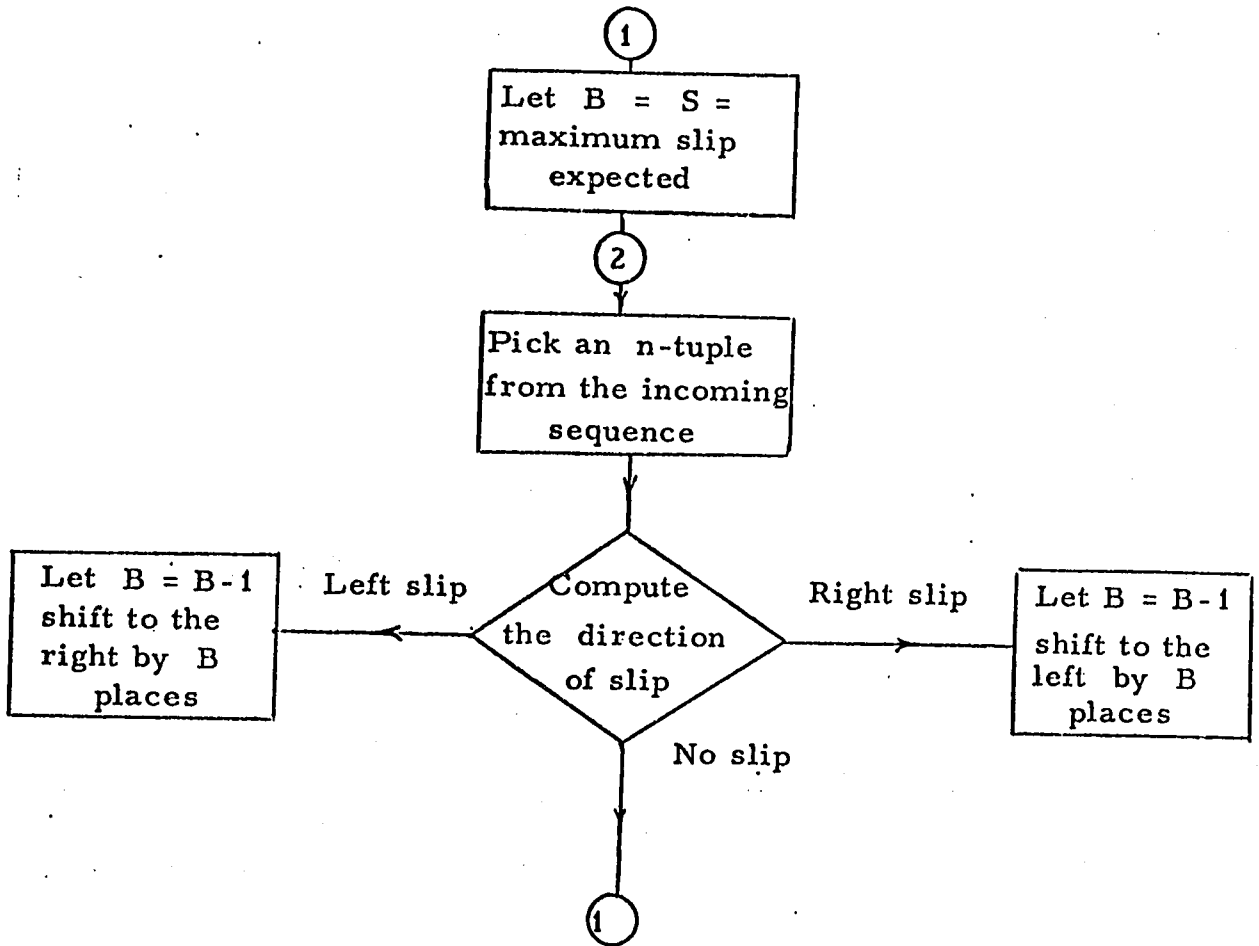 1
Let B = S =
maximum slip
expected
2
Pick an n-tuple
from the incoming
sequence
Compute
the direction
of slip
Left slip
Let B = B-1
shift to the
right by B
places
Right slip
Let B = B-1
shift to the
left by B
places
No slip
1